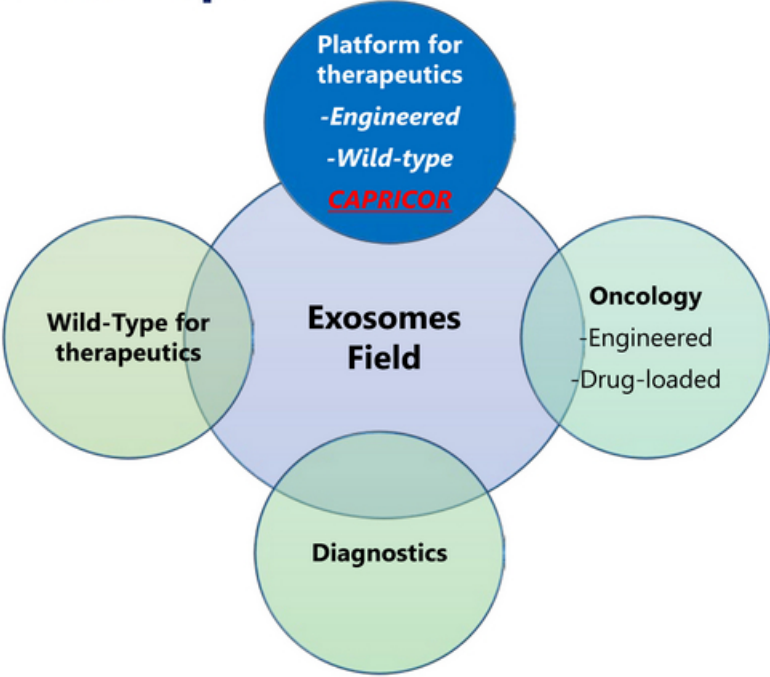 Platform for
therapeutics
-Engineered
-Wild-type
CAPRICOR
Wild-Type for
therapeutics
Exosomes
Field
Oncology
-Engineered
-Drug-loaded
Diagnostics